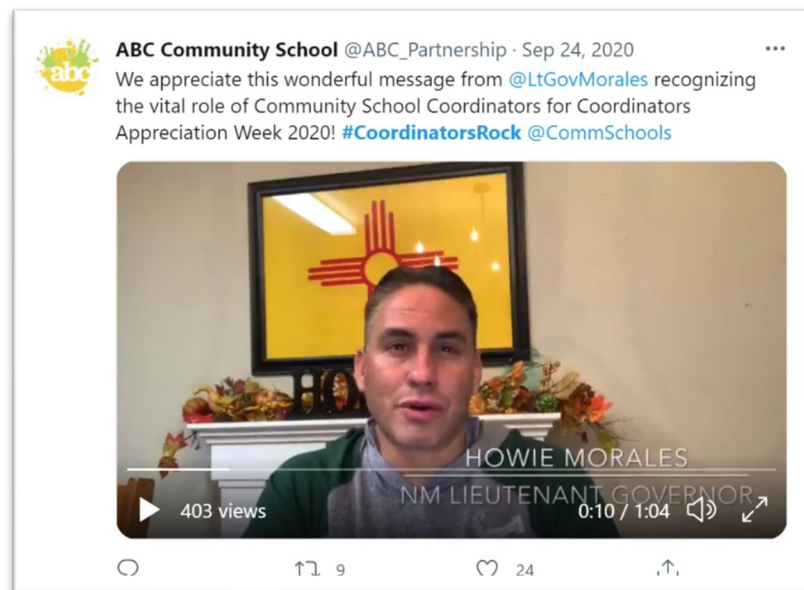 abc
ABC Community School @ABC_Partnership · Sep 24, 2020
We appreciate this wonderful message from @LtGovMorales recognizing
the vital role of Community School Coordinators for Coordinators
Appreciation Week 2020! #CoordinatorsRock @CommSchools
HO
HOWIE MORALES
NM LIEUTENANT GOVERNOR
403 views
0:10 / 1:04
9
24